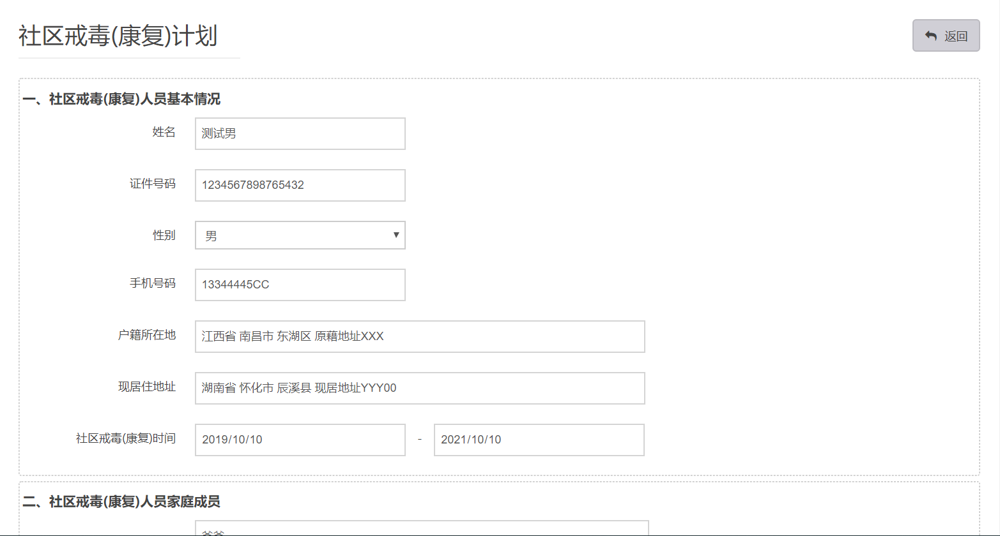 社区戒毒(康复)计划
返回
一、社区戒毒(康复)人员基本情况
姓名 测试男
证件号码 1234567898765432
性别 男
手机号码 13344445CC
户籍所在地 江西省 南昌市 东湖区 原藉地址XXX
现居住地址 湖南省 怀化市 辰溪县 现居地址YYY00
社区戒毒(康复)时间 2019/10/10 - 2021/10/10
二、社区戒毒(康复)人员家庭成员